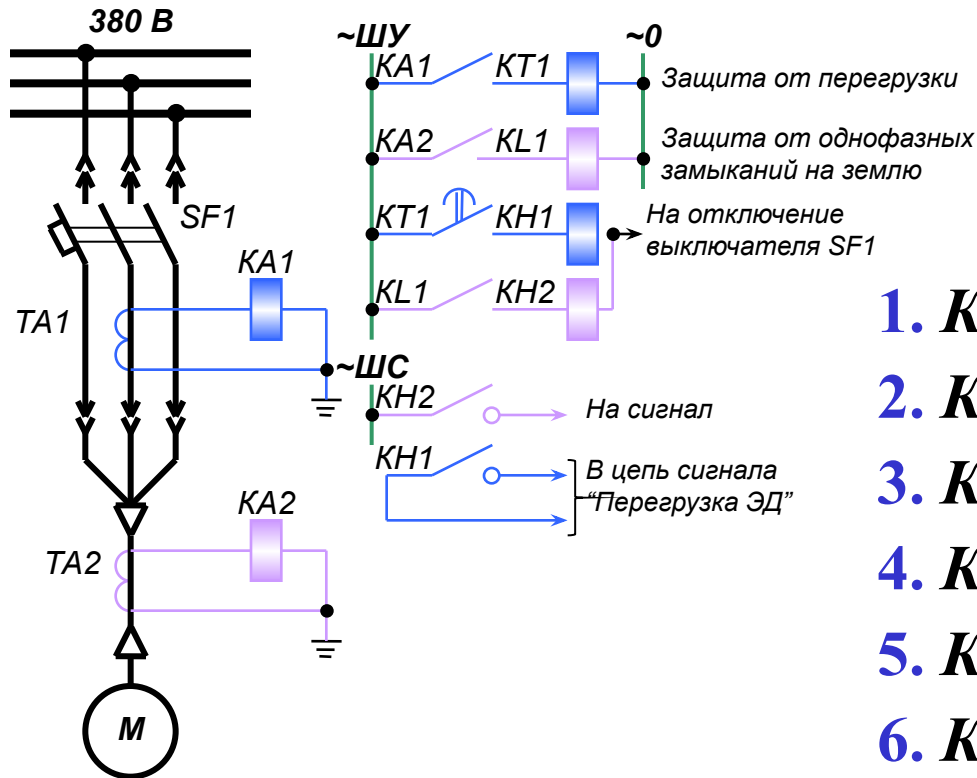 380 В
~ШУ
~0
КА1
КТ1
Защита от перегрузки
КА2
KL1
Защита от однофазных
замыканий на землю
КТ1
КН1
На отключение
выключателя SF1
KL1
КН2
SF1
КА1
ТА1
~ШС
КН2
На сигнал
КН1
В цепь сигнала
“Перегрузка ЭД”
КА2
ТА2
М
1. К
2. К
3. К
4. К
5. К
6. К